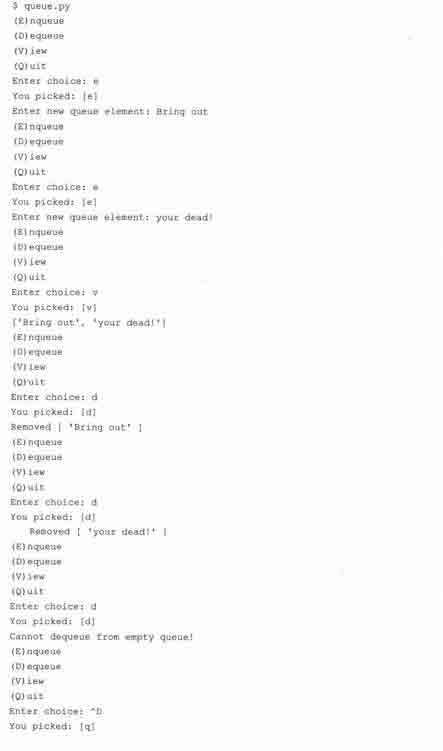 $ queue.py
(E)nqueue
(D)equeue
(V)iew
(Q)uit
Enter choice: e
You picked: [e]
Enter new queue element: Bring out
(E)nqueue
(D)equeue
(V)iew
(Q)uit
Enter choice: e
You picked: [e]
Enter new queue element: your dead!
(E)nqueue
(D)equeue
(V)iew
(Q)uit
Enter choice: v
You picked: [v]
['Bring out', 'your dead!']
(E)nqueue
(D)equeue
(V)iew
(Q)uit
Enter choice: d
You picked: [d]
Removed [ 'Bring out' ]
(E)nqueue
(D)equeue
(V)iew
(Q)uit
Enter choice: d
You picked: [d]
Removed [ 'your dead!' ]
(E)nqueue
(D)equeue
(V)iew
(Q)uit
Enter choice: d
You picked: [d]
Cannot dequeue from empty queue!
(E)nqueue
(D)equeue
(V)iew
(Q)uit
Enter choice: ^D
You picked: [q]